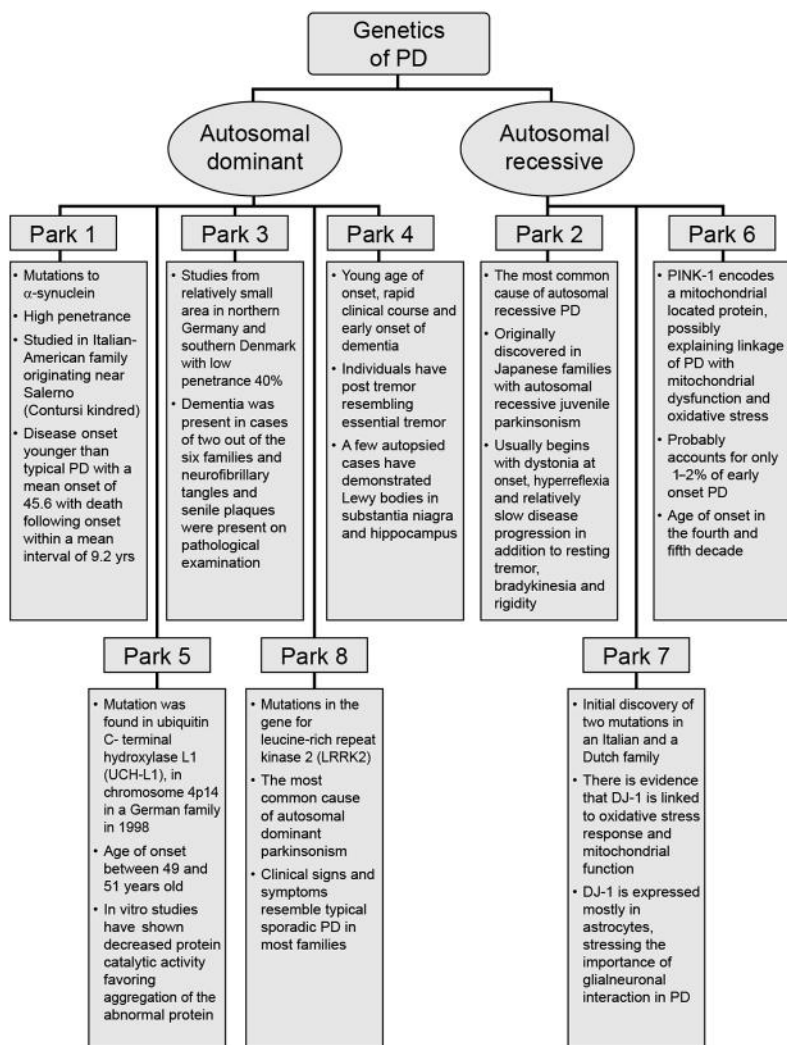 Genetics
of PD
Autosomal
dominant
Autosomal
recessive
Park 1
• Mutations to
α-synuclein
• High penetrance
• Studied in Italian-
American family
originating near
Salerno
(Contursi kindred)
• Disease onset
younger than
typical PD with a
mean onset of
45.6 with death
following onset
within a mean
interval of 9.2 yrs
Park 3
• Studies from
relatively small
area in northern
Germany and
southern Denmark
with low
penetrance 40%
• Dementia was
present in cases
of two out of the
six families and
neurofibrillary
tangles and
senile plaques
were present on
pathological
examination
Park 4
• Young age of
onset, rapid
clinical course and
early onset of
dementia
• Individuals have
post tremor
resembling
essential tremor
• A few autopsied
cases have
demonstrated
Lewy bodies in
substantia niagra
and hippocampus
Park 2
• The most common
cause of autosomal
recessive PD
• Originally
discovered in
Japanese families
with autosomal
recessive juvenile
parkinsonism
• Usually begins
with dystonia at
onset, hyperreflexia
and relatively
slow disease
progression in
addition to resting
tremor,
bradykinesia and
rigidity
Park 6
• PINK-1 encodes
a mitochondrial
located protein,
possibly
explaining linkage
of PD with
mitochondrial
dysfunction and
oxidative stress
• Probably
accounts for only
1–2% of early
onset PD
• Age of onset in
the fourth and
fifth decade
Park 5
• Mutation was
found in ubiquitin
C- terminal
hydroxylase L1
(UCH-L1), in
chromosome 4p14
in a German family
in 1998
• Age of onset
between 49 and
51 years old
• In vitro studies
have shown
decreased protein
catalytic activity
favoring
aggregation of the
abnormal protein
Park 8
• Mutations in the
gene for
leucine-rich repeat
kinase 2 (LRRK2)
• The most
common cause
of autosomal
dominant
parkinsonism
• Clinical signs and
symptoms
resemble typical
sporadic PD in
most families
Park 7
• Initial discovery of
two mutations in
an Italian and a
Dutch family
• There is evidence
that DJ-1 is linked
to oxidative stress
response and
mitochondrial
function
• DJ-1 is expressed
mostly in
astrocytes,
stressing the
importance of
glialneuronal
interaction in PD